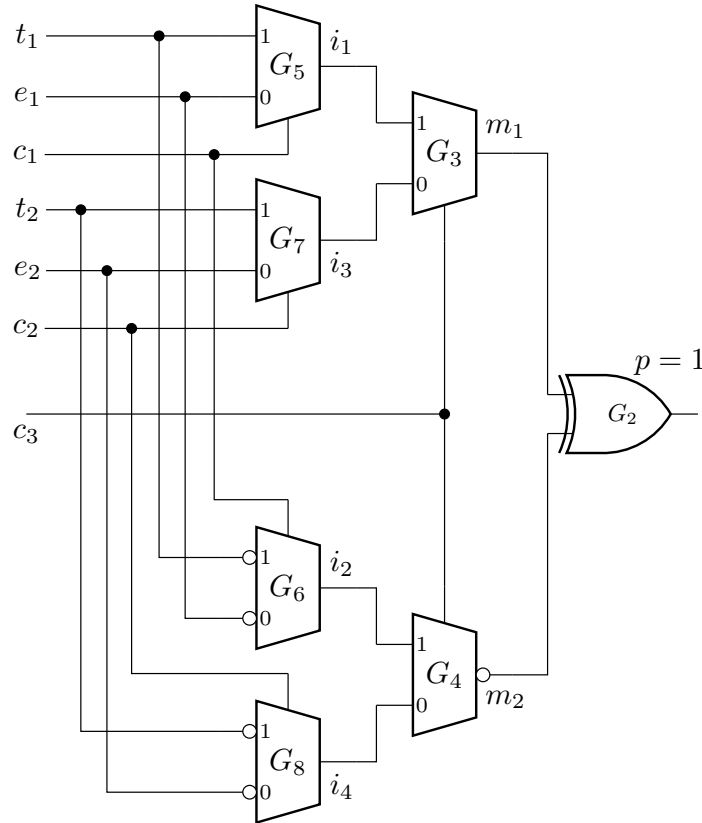 t₁
1
G₅
i₁
e₁
0
c₁
1
G₃
m₁
0
t₂
1
G₇
e₂
0
i₃
c₂
p = 1
G₂
c₃
1
G₆
i₂
0
1
G₄
0
m₂
1
G₈
0
i₄